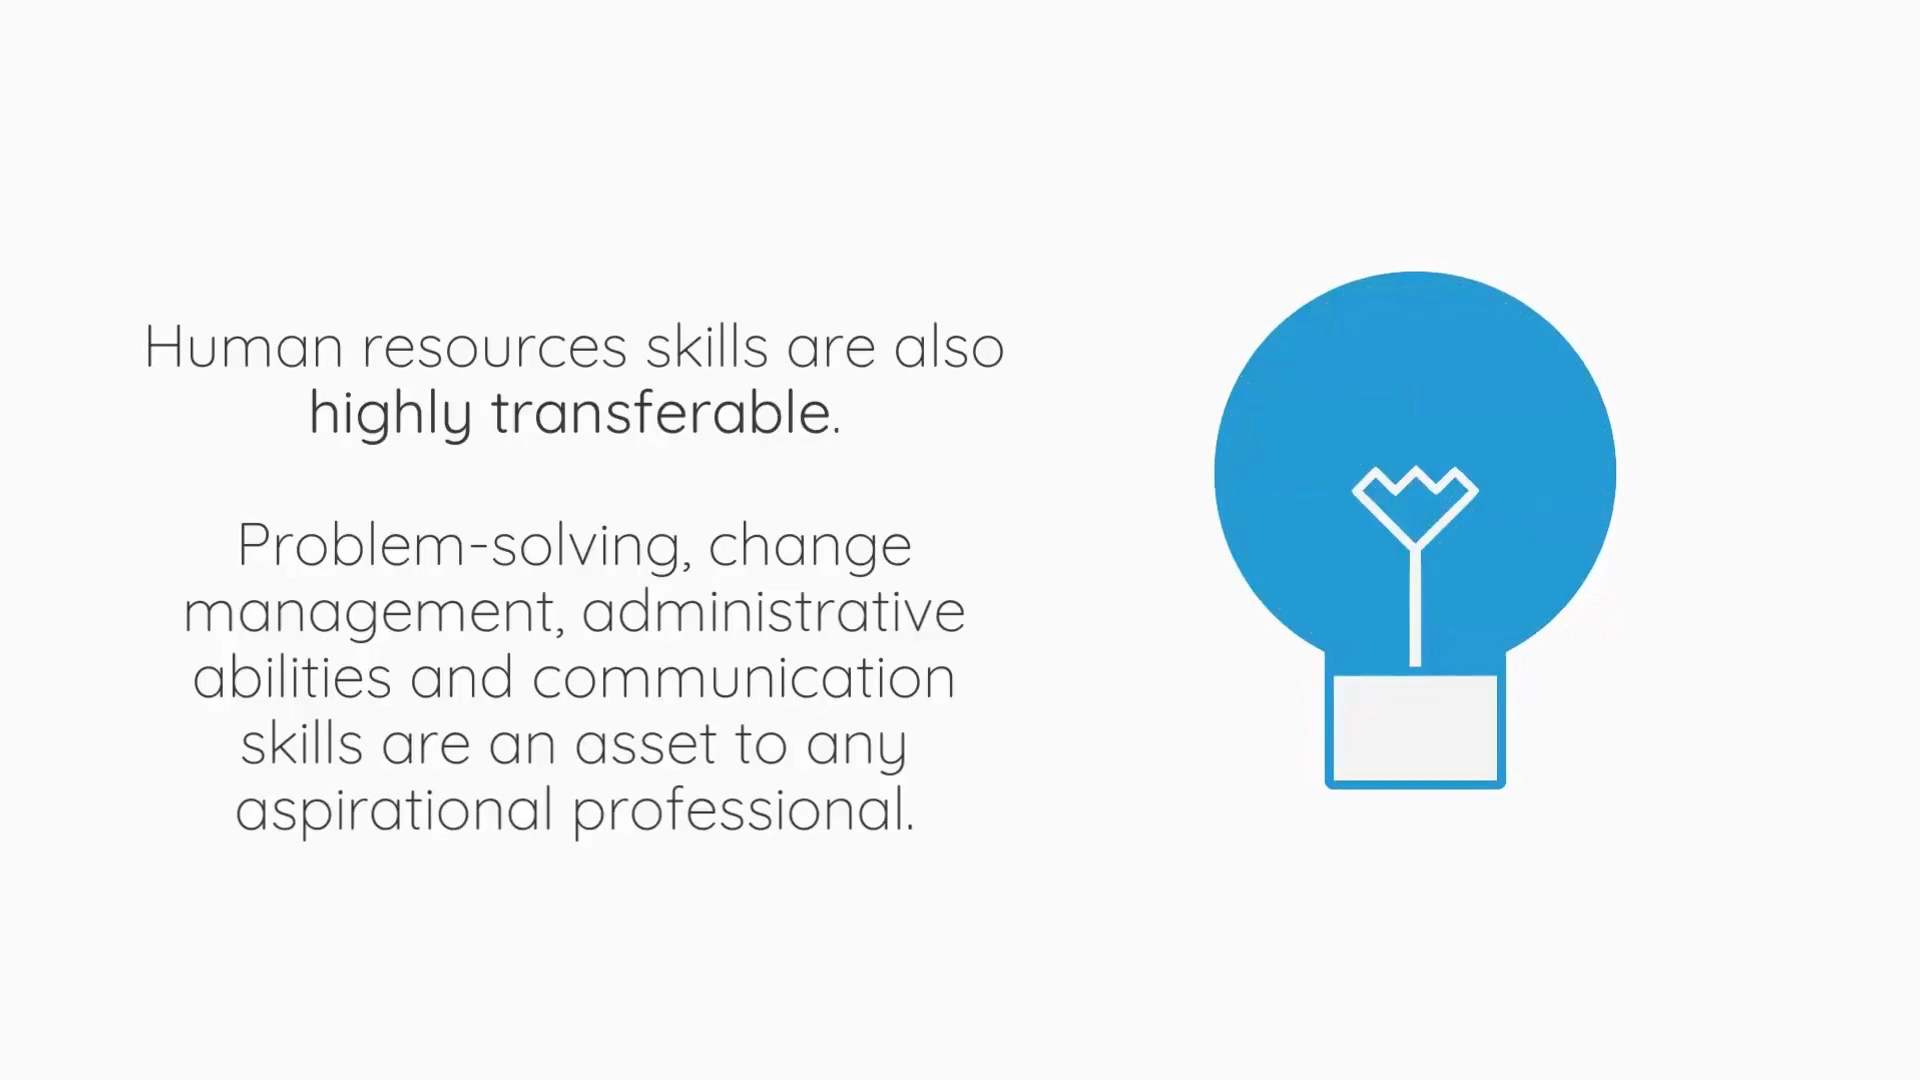 Human resources skills are also
highly transferable.
Problem-solving, change
management, administrative
abilities and communication
skills are an asset to any
aspirational professional.